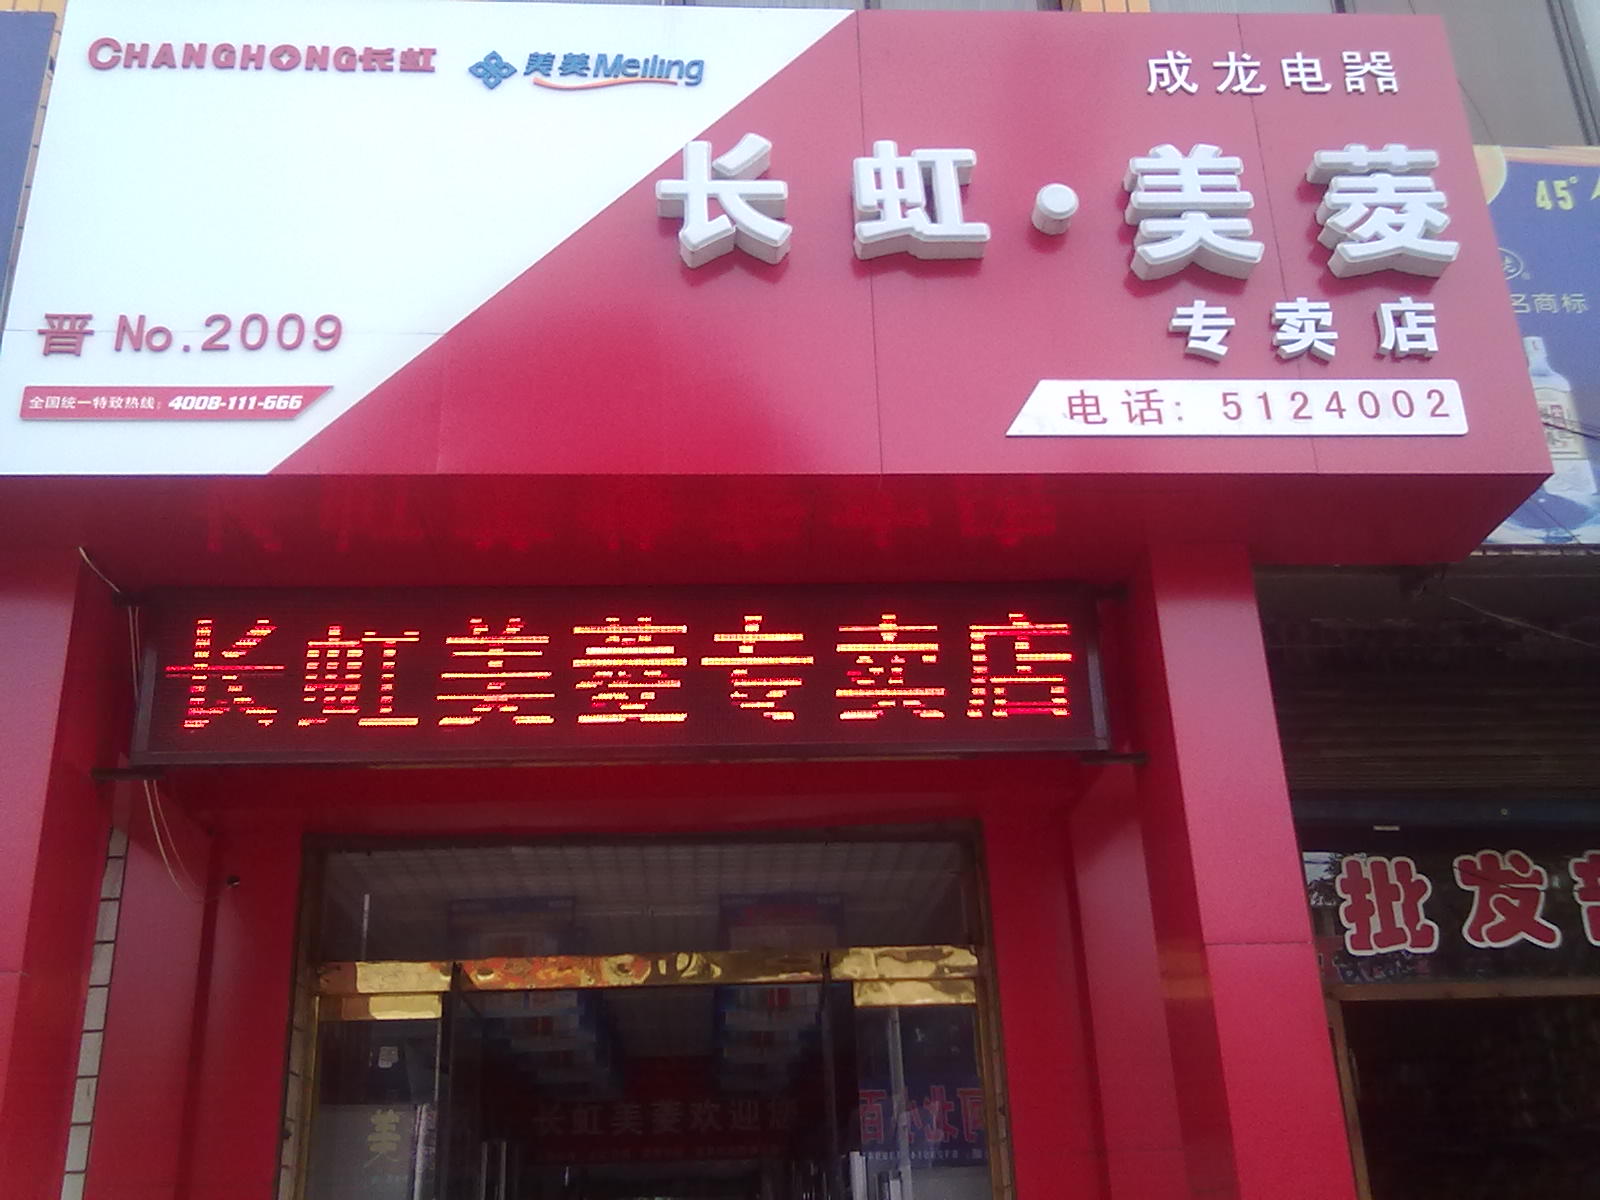 CHANGHONG长虹
美菱Meiling
成龙电器
长虹·美菱
专卖店
晋 No.2009
全国统一特致热线：4008-111-666
电话: 5124002
45°
名商标
长虹美菱专卖店
批发
长虹美菱欢迎您
美